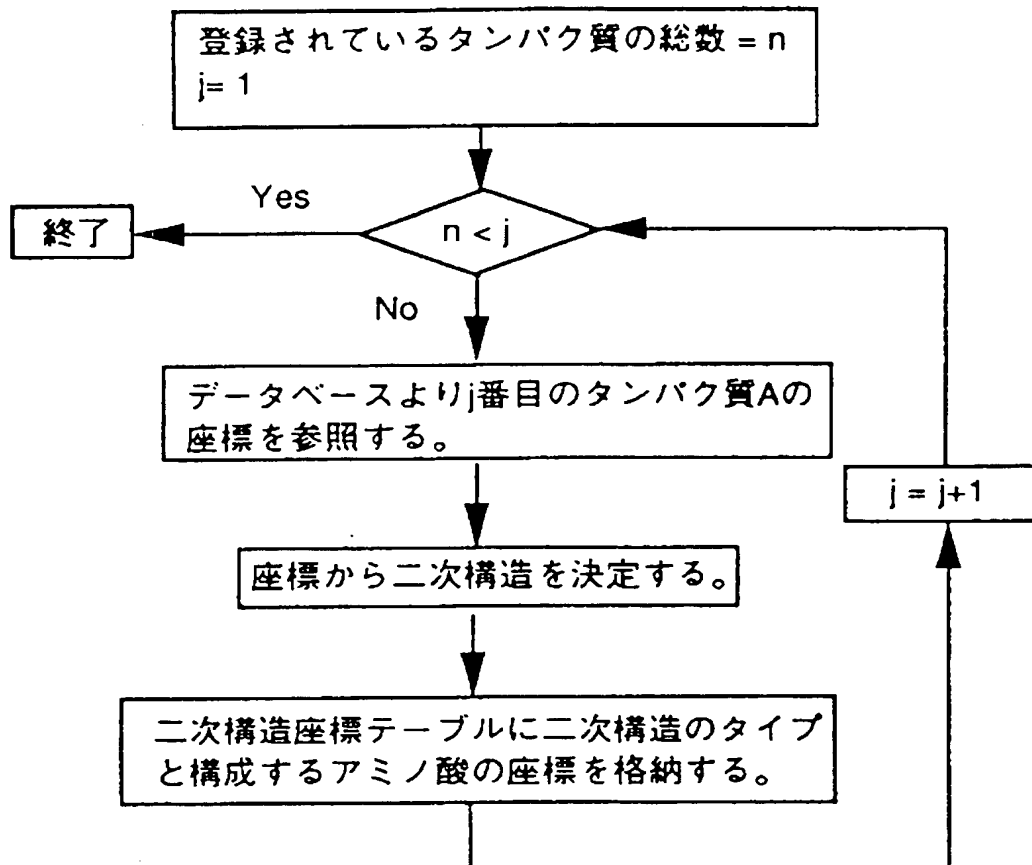 登録されているタンパク質の総数 = n
j= 1
Yes
終了
n < j
No
データベースよりj番目のタンパク質Aの
座標を参照する。
j = j+1
座標から二次構造を決定する。
二次構造座標テーブルに二次構造のタイプ
と構成するアミノ酸の座標を格納する。